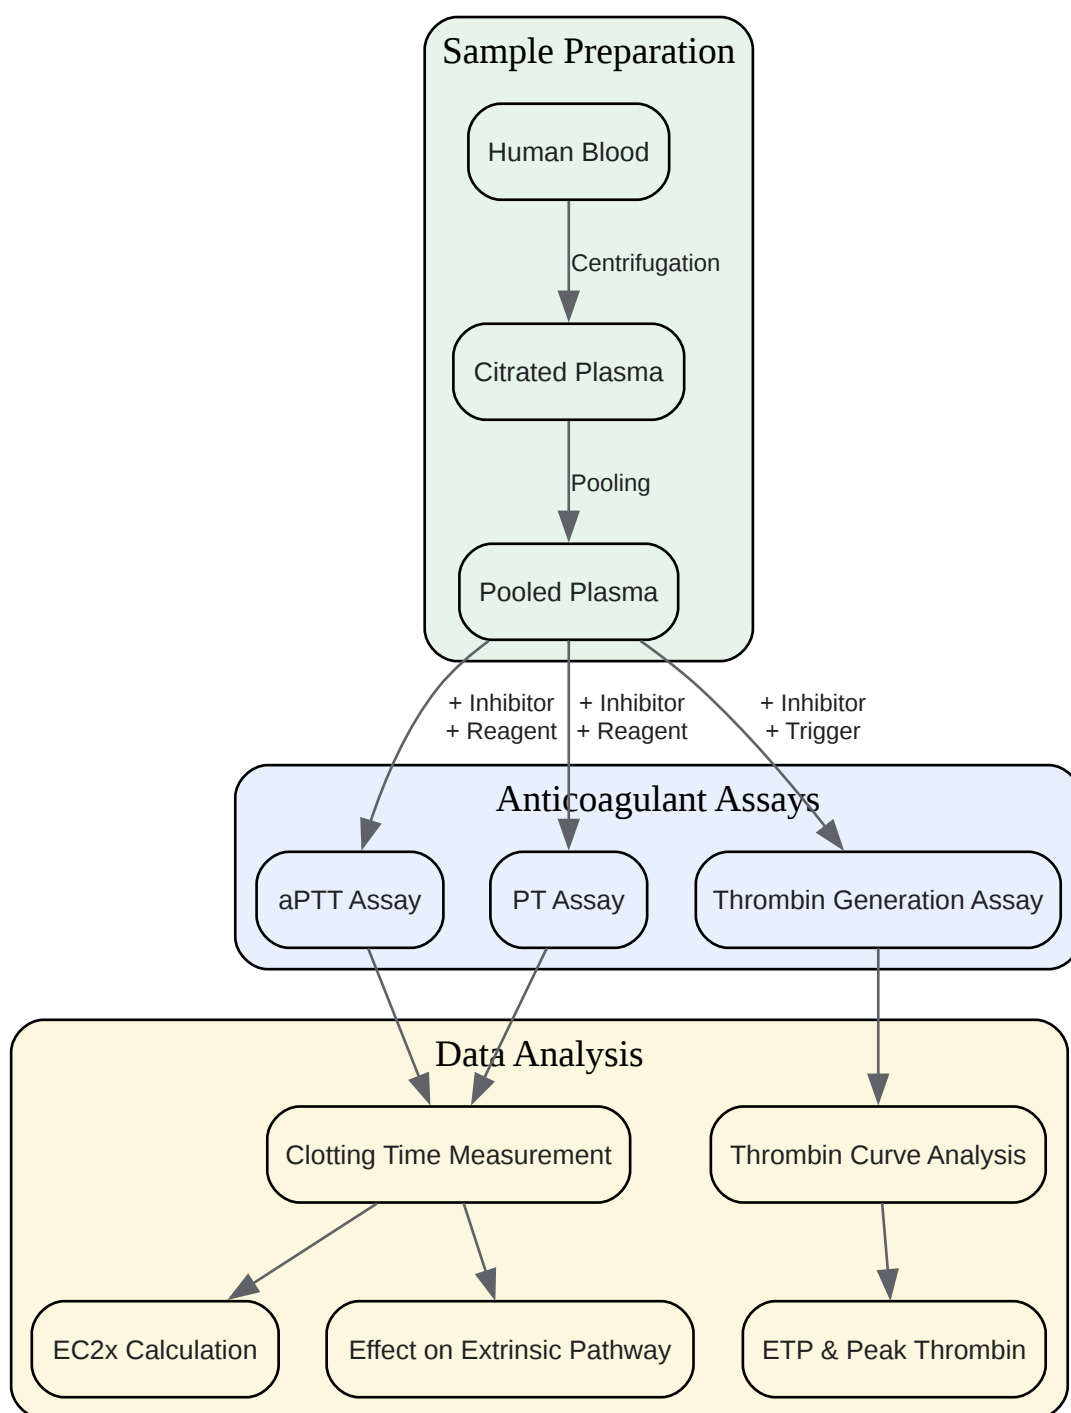 Sample Preparation
Human Blood
Centrifugation
Citrated Plasma
Pooling
Pooled Plasma
+ Inhibitor
+ Reagent
+ Inhibitor
+ Reagent
+ Inhibitor
+ Trigger
Anticoagulant Assays
aPTT Assay
PT Assay
Thrombin Generation Assay
Data Analysis
Clotting Time Measurement
Thrombin Curve Analysis
EC2x Calculation
Effect on Extrinsic Pathway
ETP & Peak Thrombin